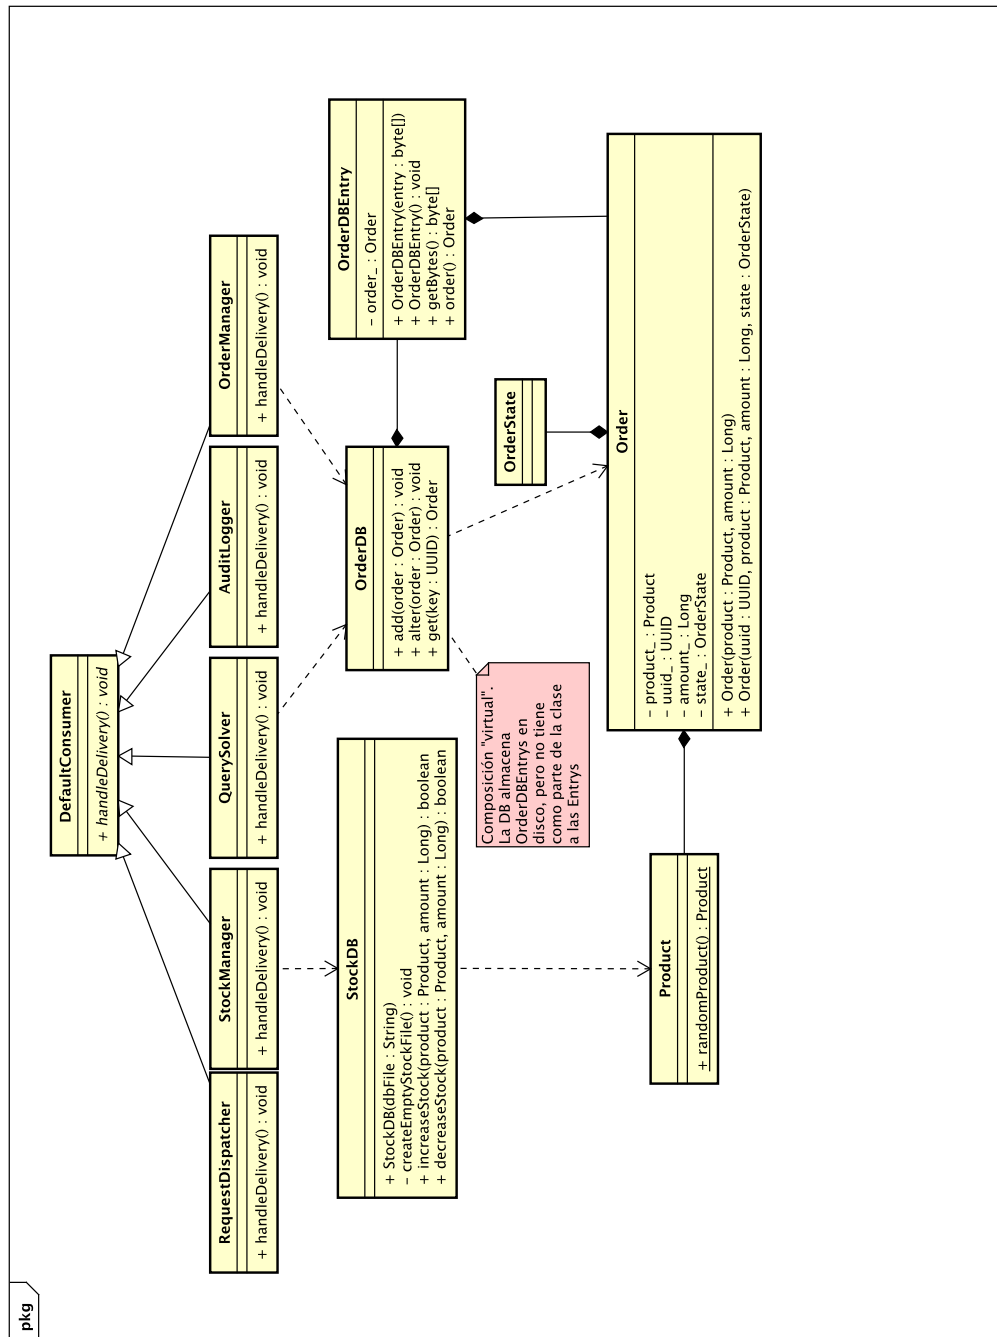 pkg
DefaultConsumer
+ handleDelivery() : void
RequestDispatcher
+ handleDelivery() : void
StockManager
+ handleDelivery() : void
QuerySolver
+ handleDelivery() : void
AuditLogger
+ handleDelivery() : void
OrderManager
+ handleDelivery() : void
StockDB
+ StockDB(dbFile : String)
- createEmptyStockFile() : void
+ increaseStock(product : Product, amount : Long) : boolean
+ decreaseStock(product : Product, amount : Long) : boolean
OrderDB
+ add(order : Order) : void
+ alter(order : Order) : void
+ get(key : UUID) : Order
OrderDBEntry
- order_ : Order
+ OrderDBEntry(entry : byte[])
+ OrderDBEntry() : void
+ getBytes() : byte[]
+ order() : Order
Composición "virtual".
La DB almacena
OrderDBEntrys en
disco, pero no tiene
como parte de la clase
a las Entrys
OrderState
Product
+ randomProduct() : Product
Order
- product_ : Product
- uuid_ : UUID
- amount_ : Long
- state_ : OrderState
+ Order(product : Product, amount : Long)
+ Order(uuid : UUID, product : Product, amount : Long, state : OrderState)